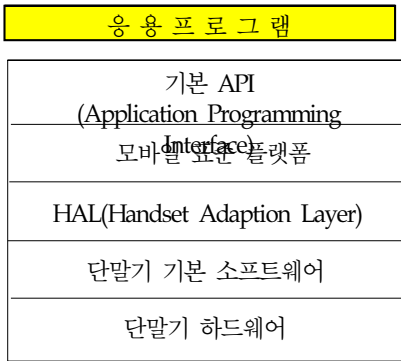 응 용 프 로 그 램
기본 API
(Application Programming
Interface)
모바일 표준 플랫폼
HAL(Handset Adaption Layer)
단말기 기본 소프트웨어
단말기 하드웨어